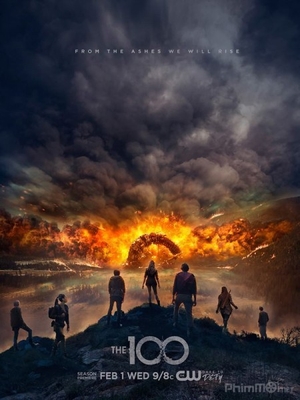 FROM THE ASHES WE WILL RISE
THE 100
SEASON PREMIERE FEB 1 WED 9/8c CW
PhimMoi